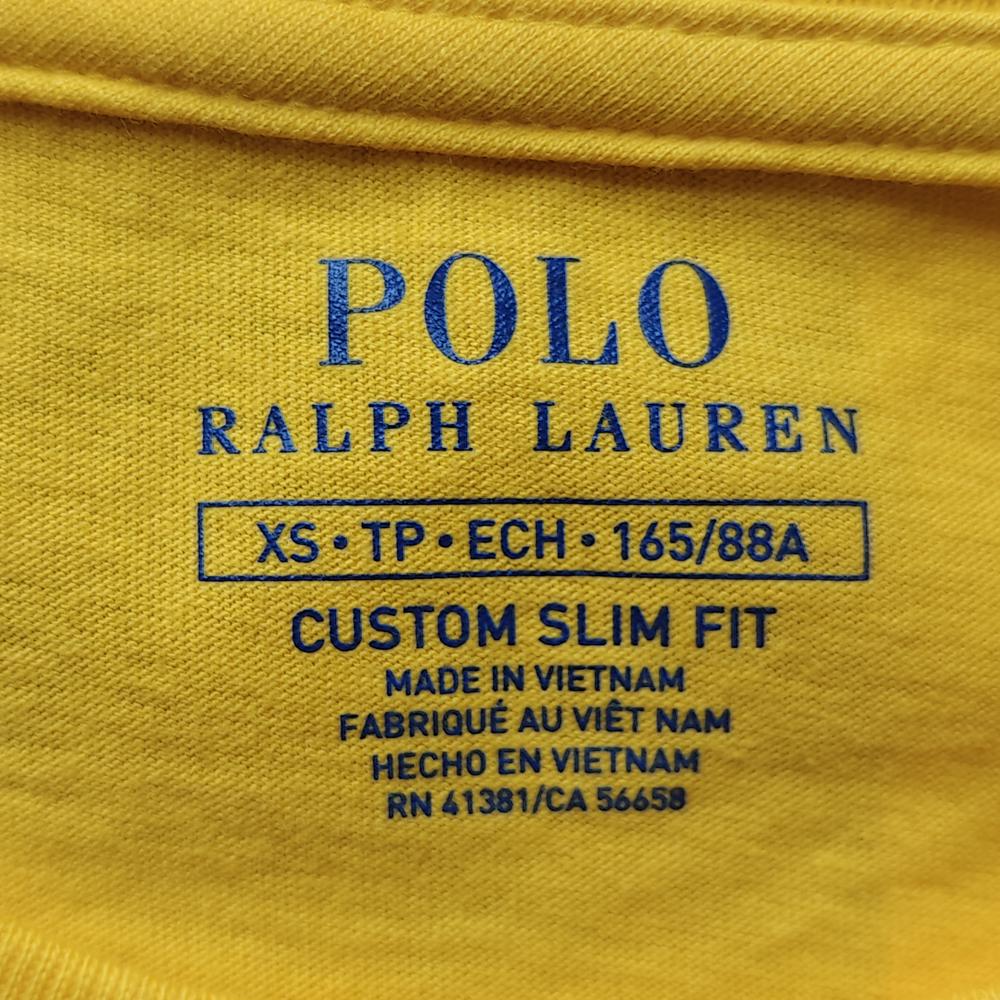 POLO
RALPH LAUREN
XS • TP • ECH • 165/88A
CUSTOM SLIM FIT
MADE IN VIETNAM
FABRIQUÉ AU VIÊT NAM
HECHO EN VIETNAM
RN 41381/CA 56658